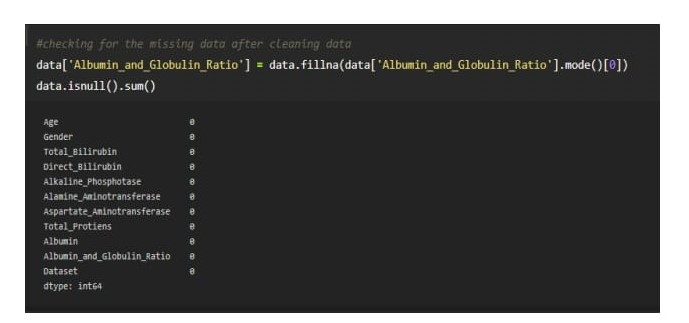 #checking for the missing data after cleaning data
data['Albumin_and_Globulin_Ratio'] = data.fillna(data['Albumin_and_Globulin_Ratio'].mode()[0])
data.isnull().sum()
Age 0
Gender 0
Total_Bilirubin 0
Direct_Bilirubin 0
Alkaline_Phosphotase 0
Alamine_Aminotransferase 0
Aspartate_Aminotransferase 0
Total_Protiens 0
Albumin 0
Albumin_and_Globulin_Ratio 0
Dataset 0
dtype: int64